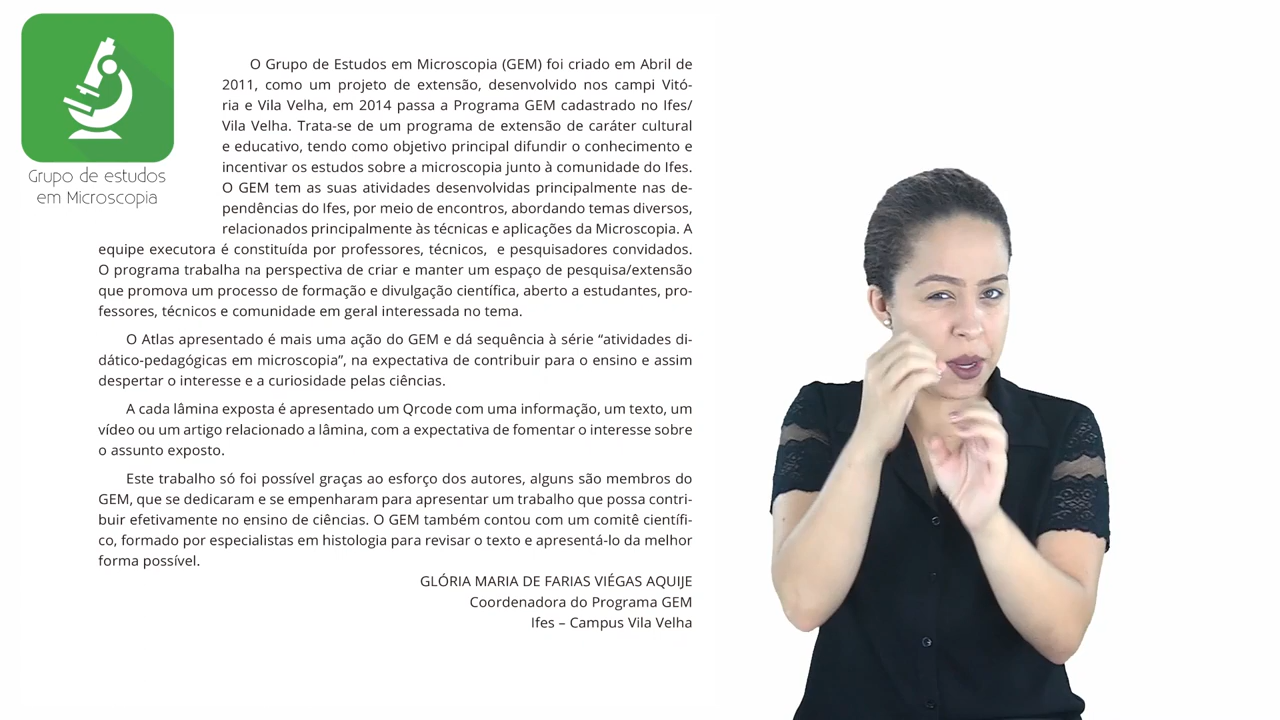 Grupo de estudos
em Microscopia
O Grupo de Estudos em Microscopia (GEM) foi criado em Abril de
2011, como um projeto de extensão, desenvolvido nos campi Vitó-
ria e Vila Velha, em 2014 passa a Programa GEM cadastrado no Ifes/
Vila Velha. Trata-se de um programa de extensão de caráter cultural
e educativo, tendo como objetivo principal difundir o conhecimento e
incentivar os estudos sobre a microscopia junto à comunidade do Ifes.
O GEM tem as suas atividades desenvolvidas principalmente nas de-
pendências do Ifes, por meio de encontros, abordando temas diversos,
relacionados principalmente às técnicas e aplicações da Microscopia. A
equipe executora é constituída por professores, técnicos,  e pesquisadores convidados.
O programa trabalha na perspectiva de criar e manter um espaço de pesquisa/extensão
que promova um processo de formação e divulgação científica, aberto a estudantes, pro-
fessores, técnicos e comunidade em geral interessada no tema.
O Atlas apresentado é mais uma ação do GEM e dá sequência à série “atividades di-
dático-pedagógicas em microscopia”, na expectativa de contribuir para o ensino e assim
despertar o interesse e a curiosidade pelas ciências.
A cada lâmina exposta é apresentado um Qrcode com uma informação, um texto, um
vídeo ou um artigo relacionado a lâmina, com a expectativa de fomentar o interesse sobre
o assunto exposto.
Este trabalho só foi possível graças ao esforço dos autores, alguns são membros do
GEM, que se dedicaram e se empenharam para apresentar um trabalho que possa contri-
buir efetivamente no ensino de ciências. O GEM também contou com um comitê científi-
co, formado por especialistas em histologia para revisar o texto e apresentá-lo da melhor
forma possível.
GLÓRIA MARIA DE FARIAS VIÉGAS AQUIJE
Coordenadora do Programa GEM
Ifes – Campus Vila Velha